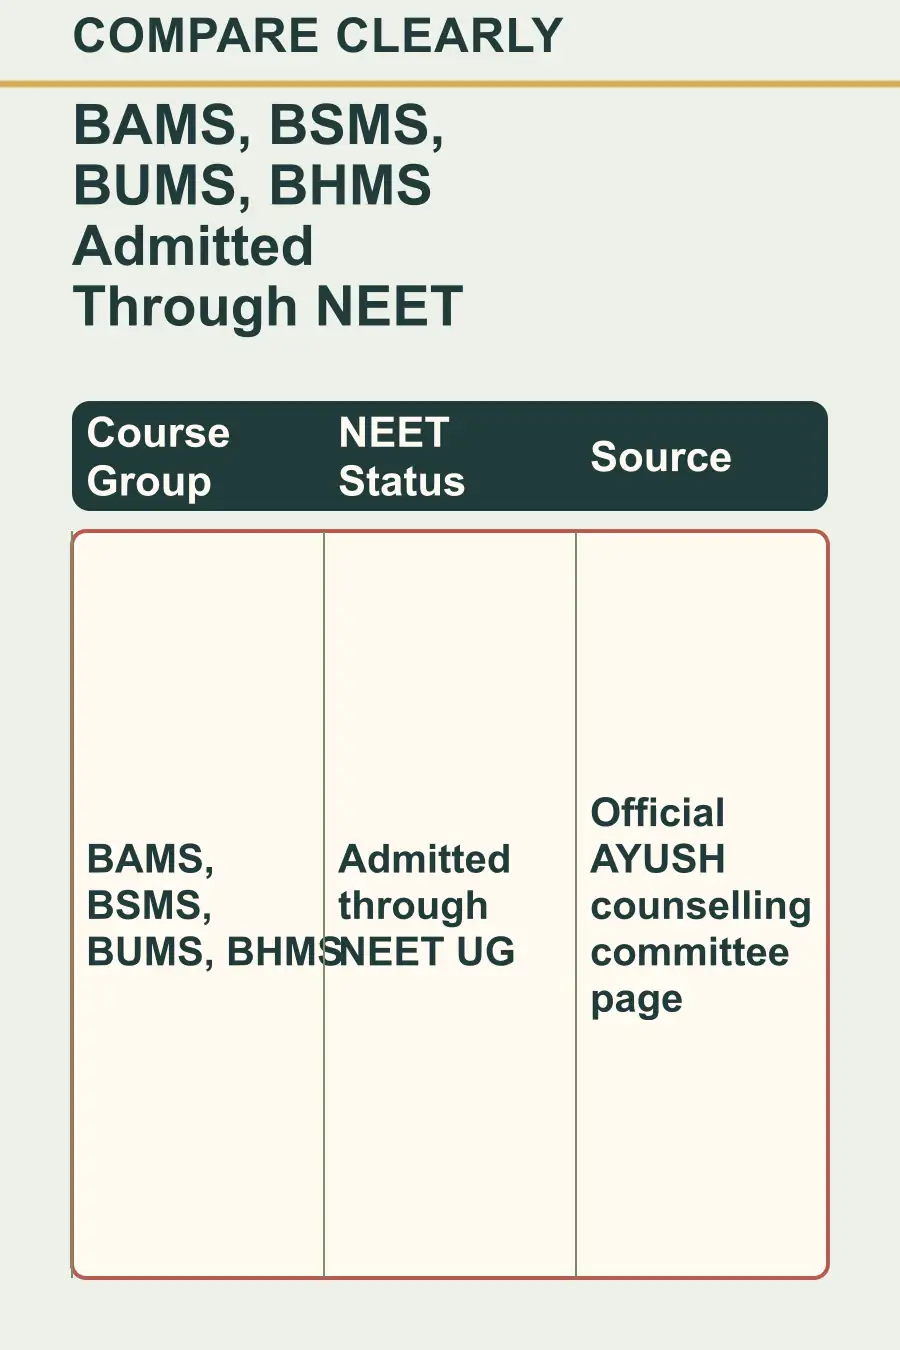 COMPARE CLEARLY
BAMS, BSMS,
BUMS, BHMS
Admitted
Through NEET
Course
Group
NEET
Status
Source
BAMS,
BSMS,
BUMS, BHMS
Admitted
through
NEET UG
Official
AYUSH
counselling
committee
page